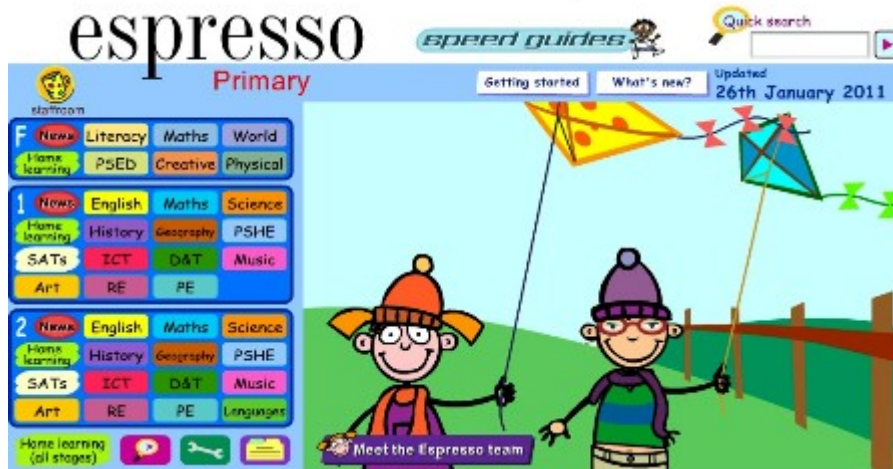 espresso
Primary
speed guides
Quick search
staffroom
Getting started
What's new?
Updated
26th January 2011
F News Literacy Maths World
Home learning PSED Creative Physical
1 News English Maths Science
Home learning History Geography PSHE
SATs ICT D&T Music
Art RE PE
2 News English Maths Science
Home learning History Geography PSHE
SATs ICT D&T Music
Art RE PE Languages
Home learning
(all stages)
Meet the Espresso team